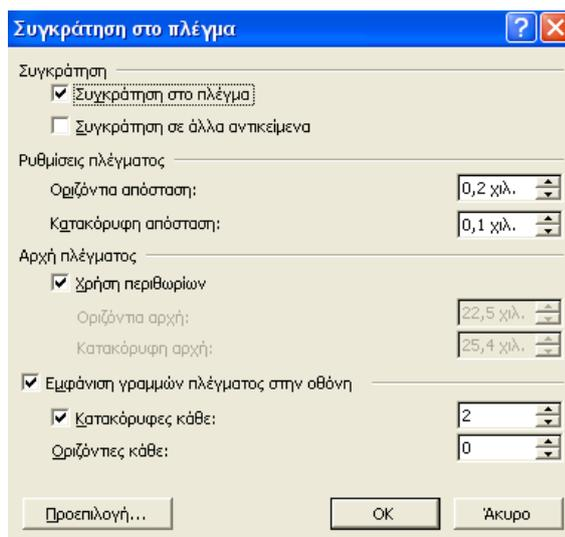 Συγκράτηση στο πλέγμα
Συγκράτηση
Συγκράτηση στο πλέγμα
Συγκράτηση σε άλλα αντικείμενα
Ρυθμίσεις πλέγματος
Οριζόντια απόσταση: 0,2 χιλ.
Κατακόρυφη απόσταση: 0,1 χιλ.
Αρχή πλέγματος
Χρήση περιθωρίων
Οριζόντια αρχή: 22,5 χιλ.
Κατακόρυφη αρχή: 25,4 χιλ.
Εμφάνιση γραμμών πλέγματος στην οθόνη
Κατακόρυφες κάθε: 2
Οριζόντιες κάθε: 0
Προεπιλογή... OK Άκυρο